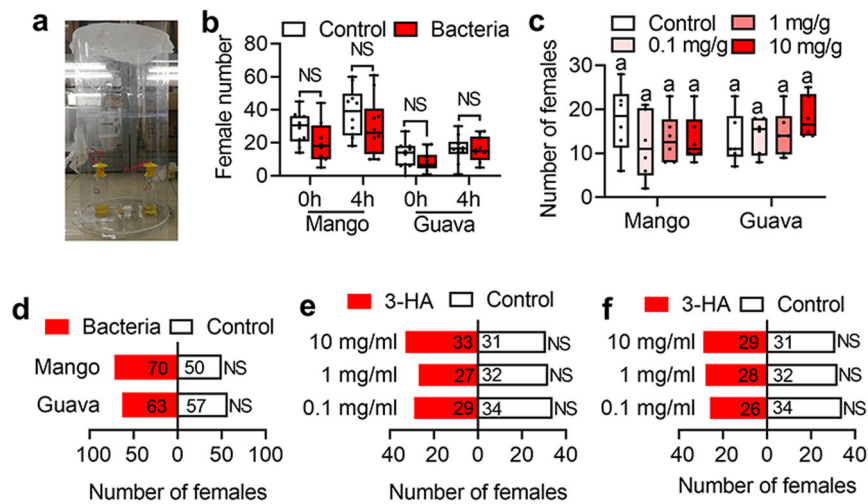 a
b
Control Bacteria
Female number
80
60
40
20
0
NS
NS
NS
NS
0h 4h 0h 4h
Mango Guava
c
Control 1 mg/g
0.1 mg/g 10 mg/g
Number of females
30
20
10
0
a a a a a a a a
Mango Guava
d
Bacteria Control
Mango 70 50 NS
Guava 63 57 NS
100 50 0 50 100
Number of females
e
3-HA Control
10 mg/ml 33 31 NS
1 mg/ml 27 32 NS
0.1 mg/ml 29 34 NS
40 20 0 20 40
Number of females
f
3-HA Control
10 mg/ml 29 31 NS
1 mg/ml 28 32 NS
0.1 mg/ml 26 34 NS
40 20 0 20 40
Number of females